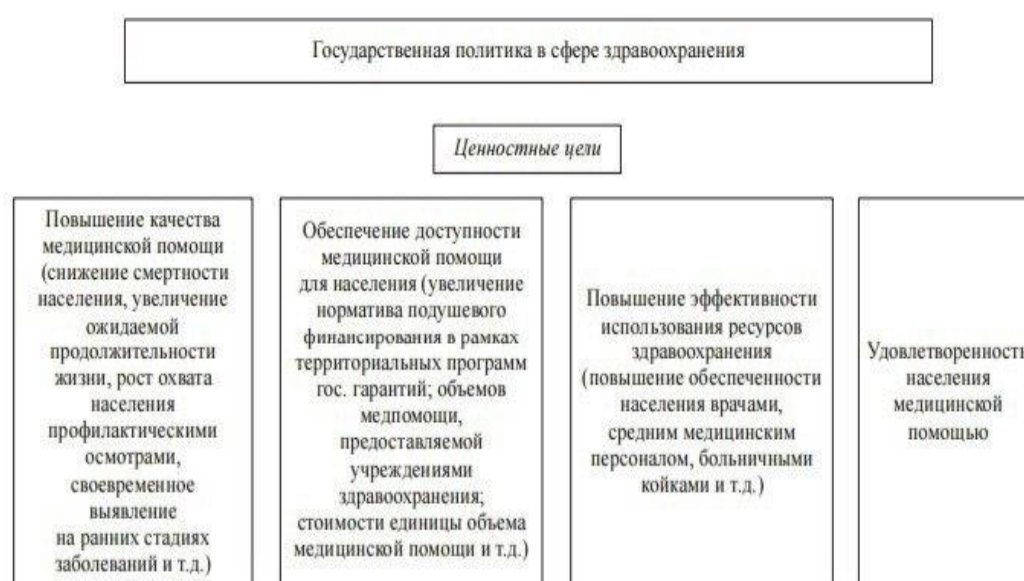 Государственная политика в сфере здравоохранения
Ценностные цели
Повышение качества
медицинской помощи
(снижение смертности
населения, увеличение
ожидаемой
продолжительности
жизни, рост охвата
населения
профилактическими
осмотрами,
своевременное
выявление
на ранних стадиях
заболеваний и т.д.)
Обеспечение доступности
медицинской помощи
для населения (увеличение
норматива подушевого
финансирования в рамках
территориальных программ
гос. гарантий; объемов
медпомощи,
предоставляемой
учреждениями
здравоохранения;
стоимости единицы объема
медицинской помощи и т.д.)
Повышение эффективности
использования ресурсов
здравоохранения
(повышение обеспеченности
населения врачами,
средним медицинским
персоналом, больничными
койками и т.д.)
Удовлетворенность
населения
медицинской
помощью